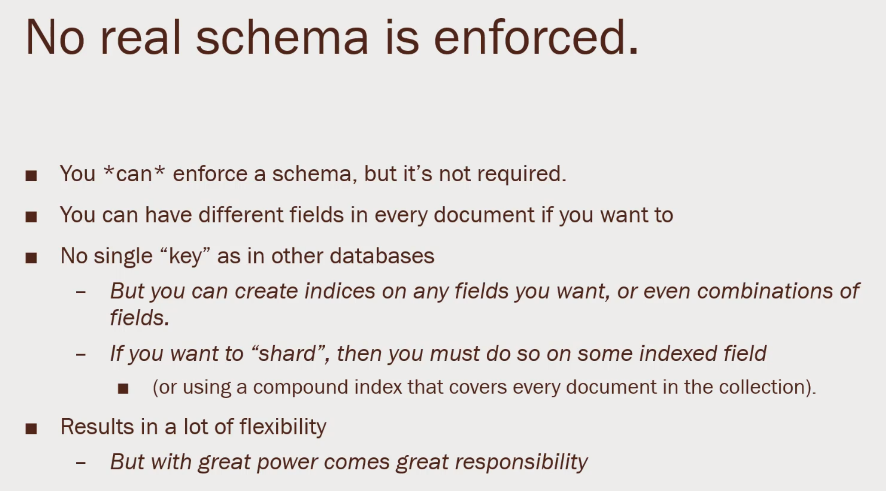 No real schema is enforced.
■ You *can* enforce a schema, but it’s not required.
■ You can have different fields in every document if you want to
■ No single “key” as in other databases
– But you can create indices on any fields you want, or even combinations of
fields.
– If you want to “shard”, then you must do so on some indexed field
■ (or using a compound index that covers every document in the collection).
■ Results in a lot of flexibility
– But with great power comes great responsibility